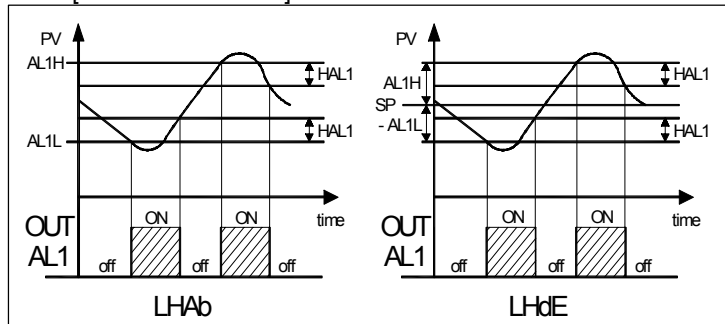 PV
AL1H
HAL1
HAL1
AL1L
time
OUT
AL1
off
ON
off
ON
off
LHAb
PV
AL1H
SP
- AL1L
HAL1
HAL1
time
OUT
AL1
off
ON
off
ON
off
LHdE